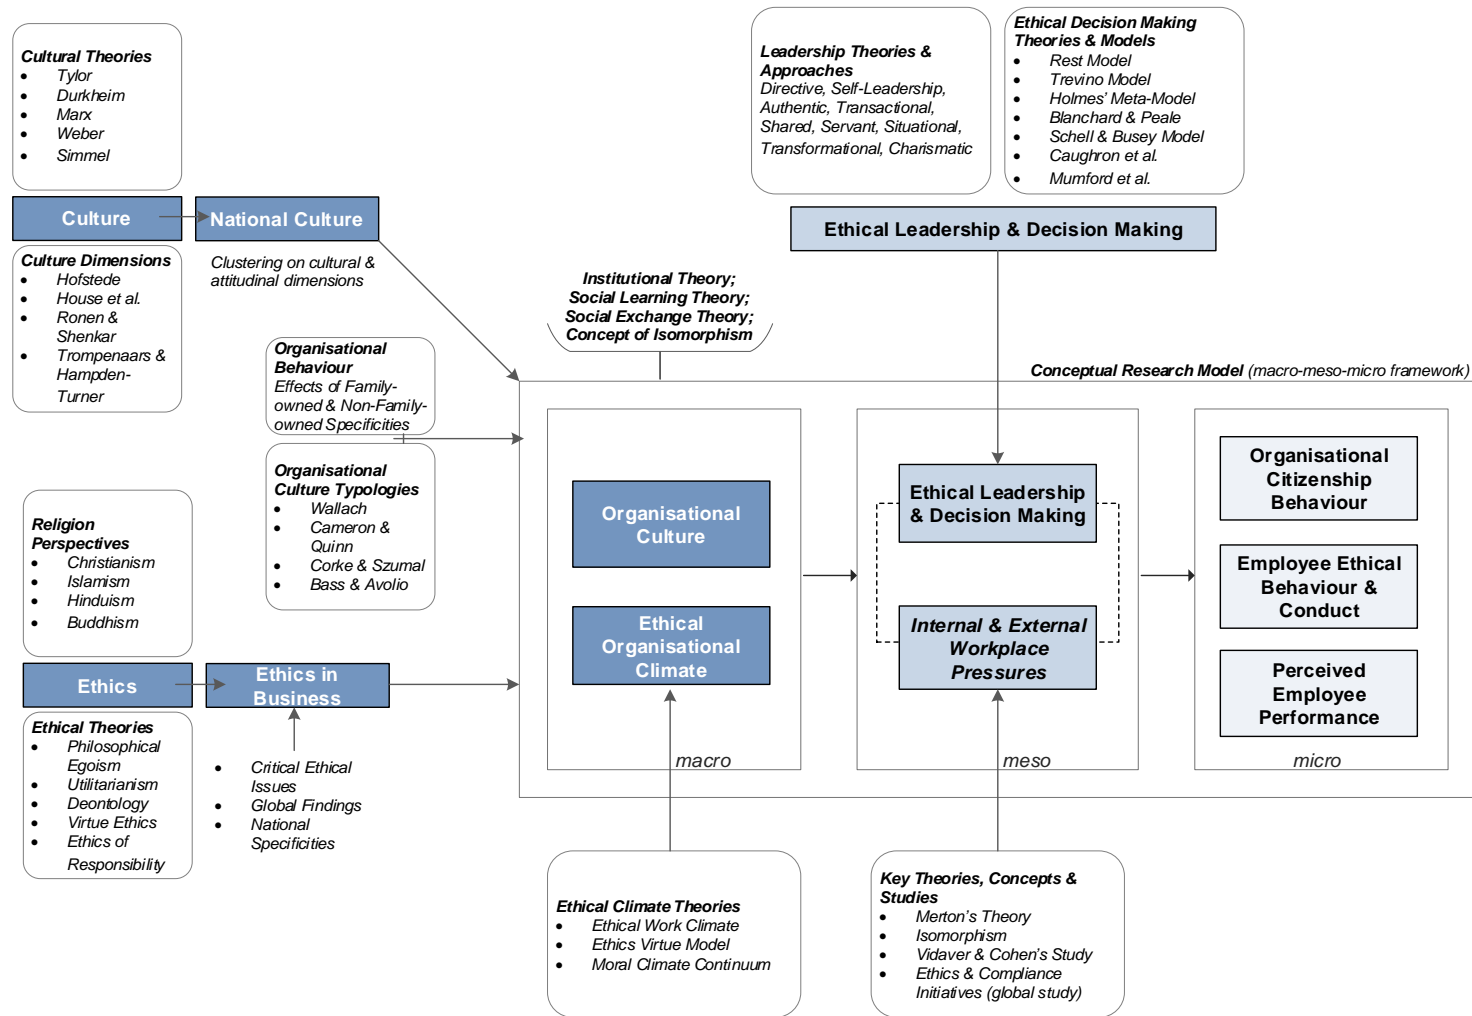 Cultural Theories
• Tylor
• Durkheim
• Marx
• Weber
• Simmel
Culture
National Culture
Culture Dimensions
• Hofstede
• House et al.
• Ronen &
Shenkar
• Trompenaars &
Hampden-
Turner
Clustering on cultural &
attitudinal dimensions
Organisational
Behaviour
Effects of Family-
owned & Non-Family-
owned Specificities
Organisational
Culture Typologies
• Wallach
• Cameron &
Quinn
• Corke & Szumal
• Bass & Avolio
Religion
Perspectives
• Christianism
• Islamism
• Hinduism
• Buddhism
Ethics
Ethics in
Business
Ethical Theories
• Philosophical
Egoism
• Utilitarianism
• Deontology
• Virtue Ethics
• Ethics of
Responsibility
• Critical Ethical
Issues
• Global Findings
• National
Specificities
Leadership Theories &
Approaches
Directive, Self-Leadership,
Authentic, Transactional,
Shared, Servant, Situational,
Transformational, Charismatic
Ethical Decision Making
Theories & Models
• Rest Model
• Trevino Model
• Holmes' Meta-Model
• Blanchard & Peale
• Schell & Busey Model
• Caughron et al.
• Mumford et al.
Ethical Leadership & Decision Making
Institutional Theory;
Social Learning Theory;
Social Exchange Theory;
Concept of Isomorphism
Conceptual Research Model (macro-meso-micro framework)
Organisational
Culture
Ethical
Organisational
Climate
macro
Ethical Leadership
& Decision Making
Internal & External
Workplace
Pressures
meso
Organisational
Citizenship
Behaviour
Employee Ethical
Behaviour &
Conduct
Perceived
Employee
Performance
micro
Ethical Climate Theories
• Ethical Work Climate
• Ethics Virtue Model
• Moral Climate Continuum
Key Theories, Concepts &
Studies
• Merton's Theory
• Isomorphism
• Vidaver & Cohen's Study
• Ethics & Compliance
Initiatives (global study)